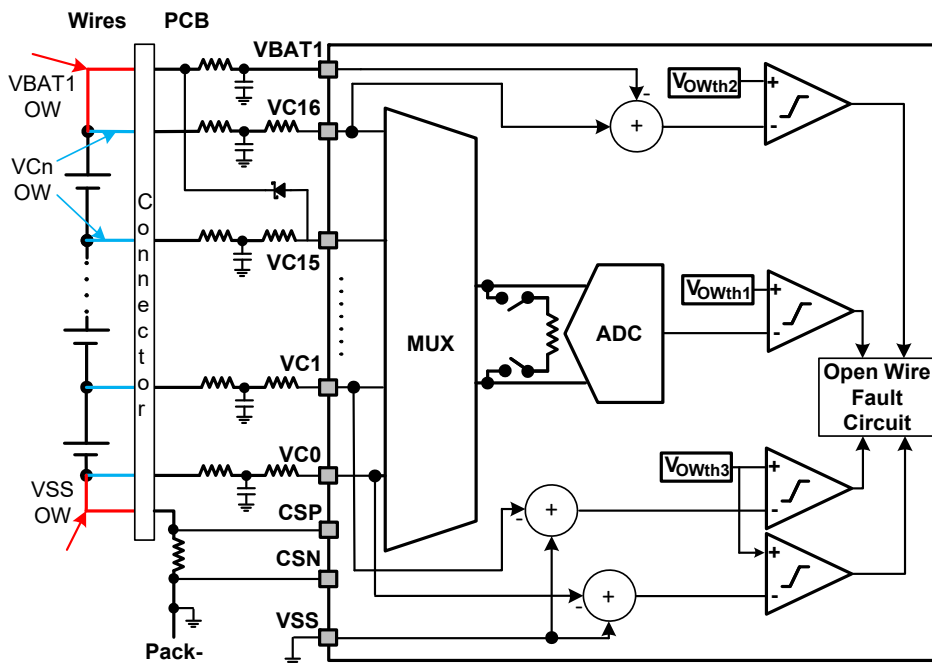 Wires PCB
VBAT1
VBAT1
OW
VOWth2
+
-
-
+
VC16
VCn
OW
Connector
VC15
VOWth1
+
-
MUX
ADC
VC1
Open Wire
Fault
Circuit
VC0
VOWth3
+
-
VSS
OW
CSP
-
+
+
-
CSN
-
+
VSS
Pack-